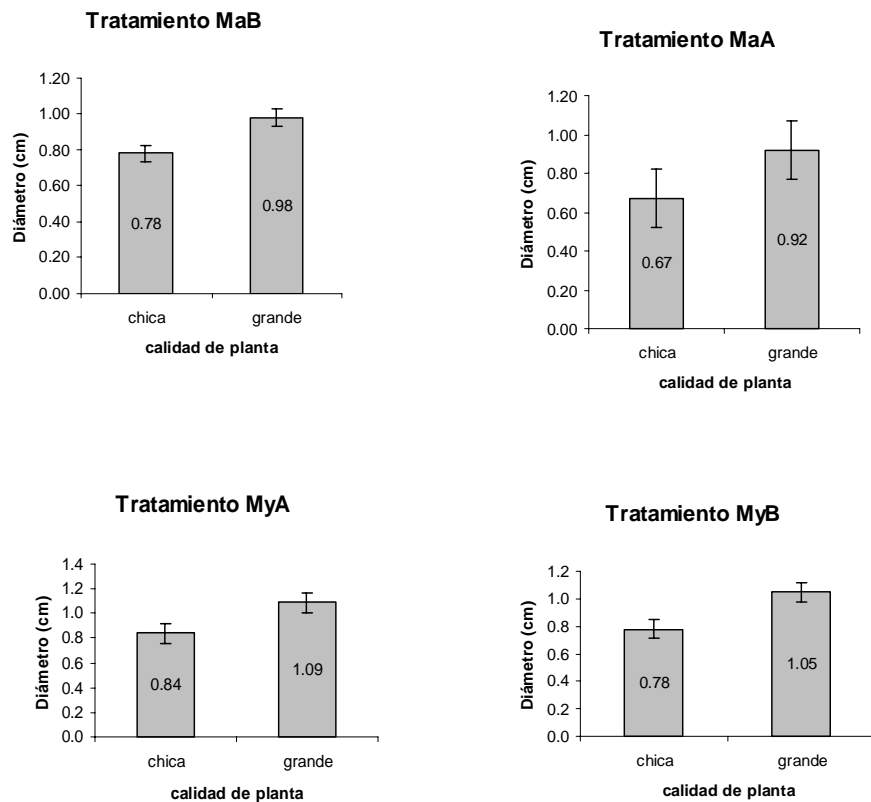 Tratamiento MaB
Diámetro (cm)
1.20
1.00
0.80
0.60
0.40
0.20
0.00
0.78
0.98
chica grande
calidad de planta
Tratamiento MaA
Diámetro (cm)
1.20
1.00
0.80
0.60
0.40
0.20
0.00
0.67
0.92
chica grande
calidad de planta
Tratamiento MyA
Diámetro (cm)
1.4
1.2
1.0
0.8
0.6
0.4
0.2
0.0
0.84
1.09
chica grande
calidad de planta
Tratamiento MyB
Diámetro (cm)
1.2
1.0
0.8
0.6
0.4
0.2
0.0
0.78
1.05
chica grande
calidad de planta